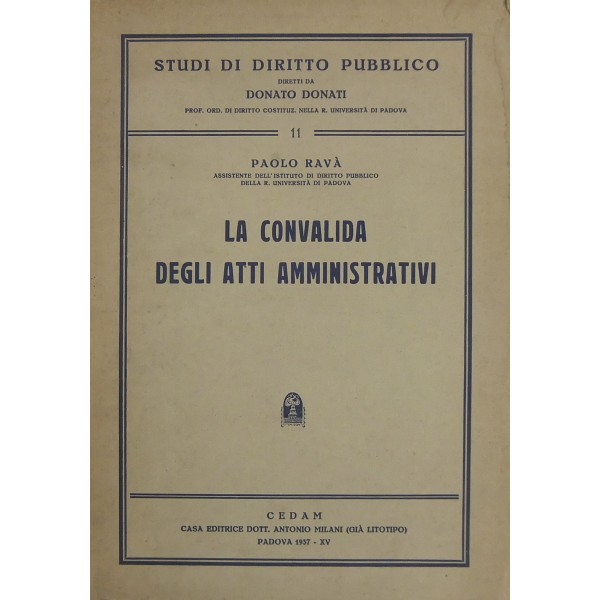 STUDI DI DIRITTO PUBBLICO
DIRETTI DA
DONATO DONATI
PROF. ORD. DI DIRITTO COSTITUZ. NELLA R. UNIVERSITÀ DI PADOVA
11
PAOLO RAVÀ
ASSISTENTE DELL'ISTITUTO DI DIRITTO PUBBLICO
DELLA R. UNIVERSITÀ DI PADOVA
LA CONVALIDA
DEGLI ATTI AMMINISTRATIVI
CEDAM
CASA EDITRICE DOTT. ANTONIO MILANI (GIÀ LITOTIPO)
PADOVA 1937 - XV